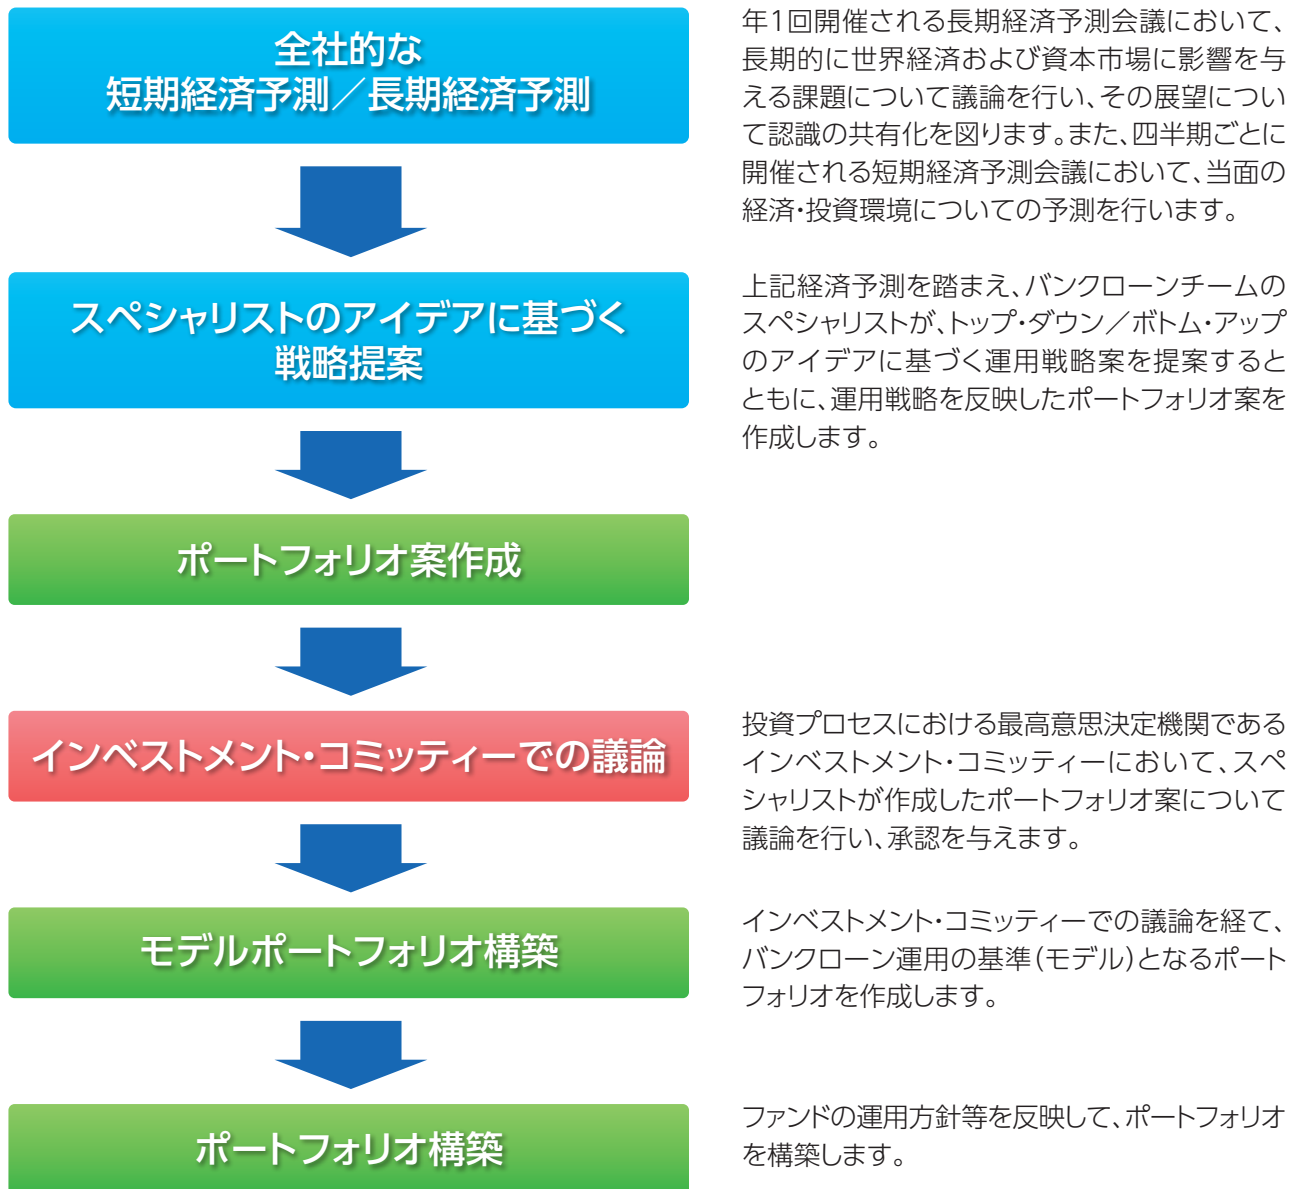 全社的な
短期経済予測／長期経済予測
年1回開催される長期経済予測会議において、
長期的に世界経済および資本市場に影響を与
える課題について議論を行い、その展望につい
て認識の共有化を図ります。また、四半期ごとに
開催される短期経済予測会議において、当面の
経済・投資環境についての予測を行います。
スペシャリストのアイデアに基づく
戦略提案
上記経済予測を踏まえ、バンクローンチームの
スペシャリストが、トップ・ダウン／ボトム・アップ
のアイデアに基づく運用戦略案を提案すると
ともに、運用戦略を反映したポートフォリオ案を
作成します。
ポートフォリオ案作成
インベストメント・コミッティーでの議論
投資プロセスにおける最高意思決定機関である
インベストメント・コミッティーにおいて、スペ
シャリストが作成したポートフォリオ案について
議論を行い、承認を与えます。
モデルポートフォリオ構築
インベストメント・コミッティーでの議論を経て、
バンクローン運用の基準(モデル)となるポート
フォリオを作成します。
ポートフォリオ構築
ファンドの運用方針等を反映して、ポートフォリオ
を構築します。